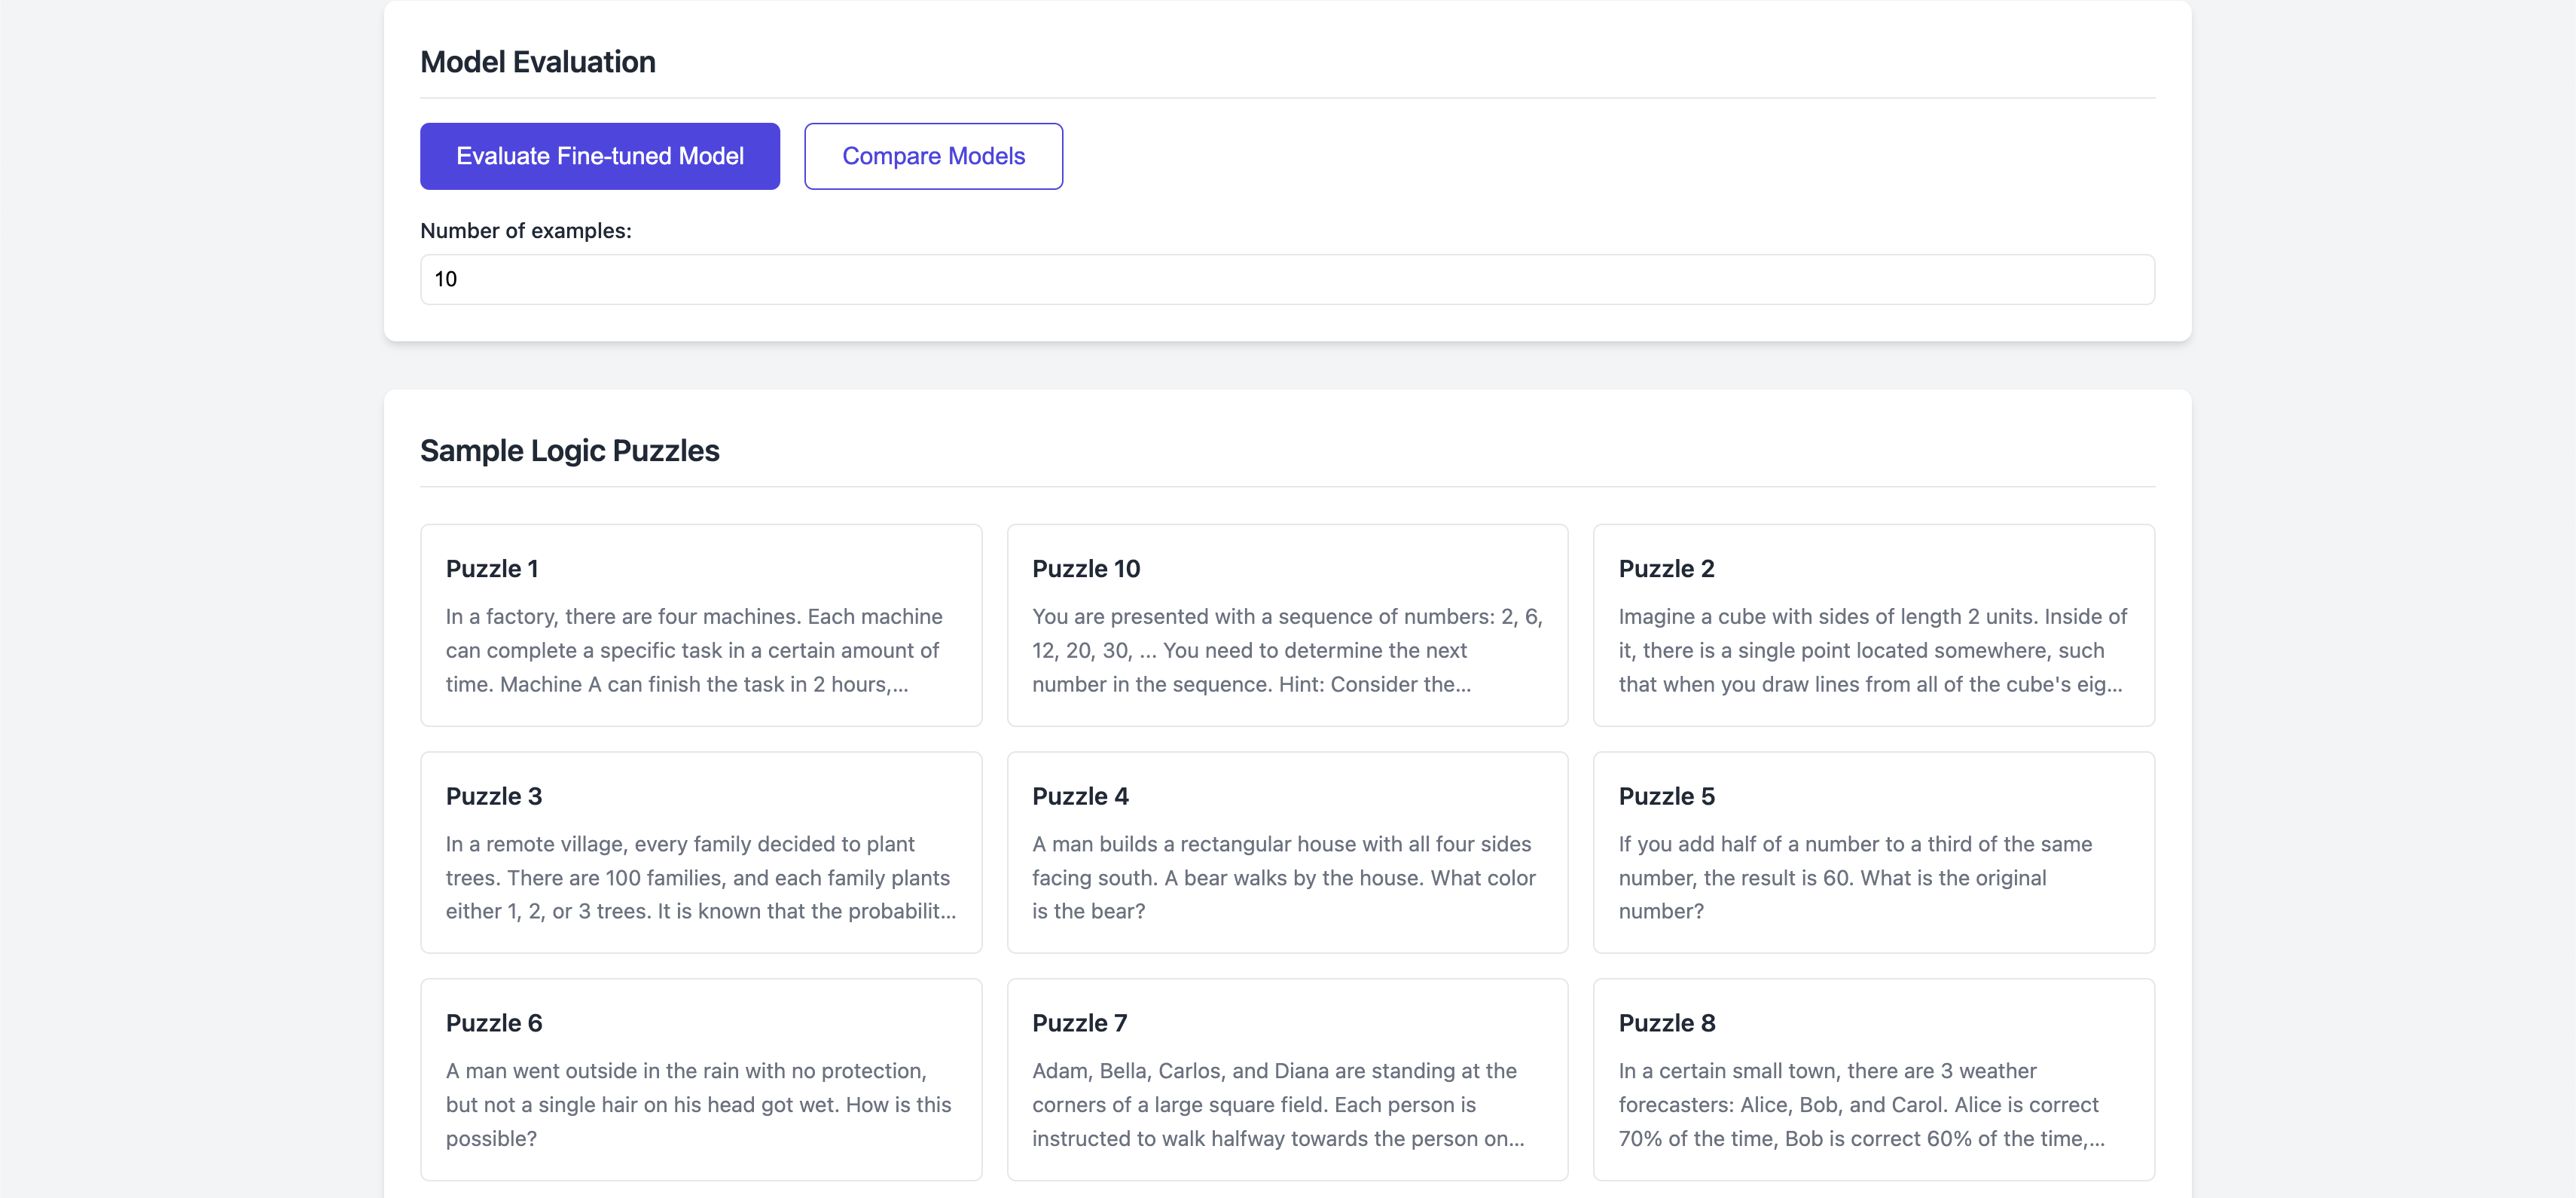 Model Evaluation
Evaluate Fine-tuned Model
Compare Models
Number of examples:
10
Sample Logic Puzzles
Puzzle 1
In a factory, there are four machines. Each machine
can complete a specific task in a certain amount of
time. Machine A can finish the task in 2 hours,...
Puzzle 10
You are presented with a sequence of numbers: 2, 6,
12, 20, 30, ... You need to determine the next
number in the sequence. Hint: Consider the...
Puzzle 2
Imagine a cube with sides of length 2 units. Inside of
it, there is a single point located somewhere, such
that when you draw lines from all of the cube's eig...
Puzzle 3
In a remote village, every family decided to plant
trees. There are 100 families, and each family plants
either 1, 2, or 3 trees. It is known that the probabilit...
Puzzle 4
A man builds a rectangular house with all four sides
facing south. A bear walks by the house. What color
is the bear?
Puzzle 5
If you add half of a number to a third of the same
number, the result is 60. What is the original
number?
Puzzle 6
A man went outside in the rain with no protection,
but not a single hair on his head got wet. How is this
possible?
Puzzle 7
Adam, Bella, Carlos, and Diana are standing at the
corners of a large square field. Each person is
instructed to walk halfway towards the person on...
Puzzle 8
In a certain small town, there are 3 weather
forecasters: Alice, Bob, and Carol. Alice is correct
70% of the time, Bob is correct 60% of the time,...